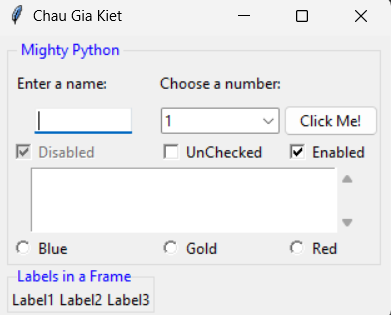 Chau Gia Kiet
Mighty Python
Enter a name: Choose a number:
1 Click Me!
Disabled UnChecked Enabled
Blue Gold Red
Labels in a Frame
Label1 Label2 Label3